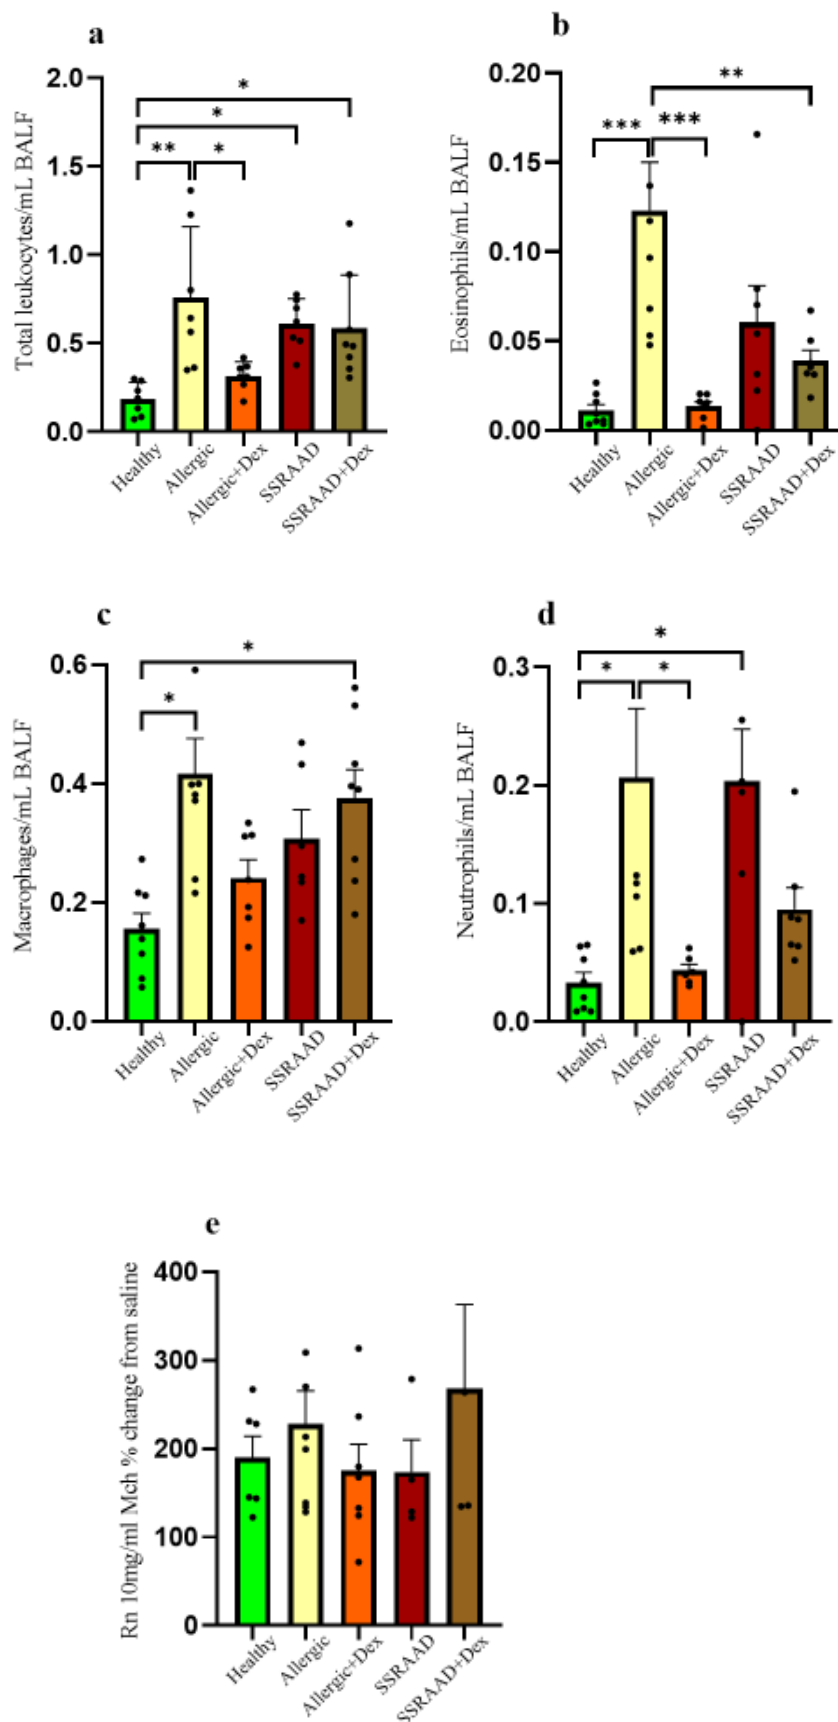 a
Total leukocytes/mL BALF
2.0
1.5
1.0
0.5
0.0
*
*
** *
Healthy
Allergic
Allergic+Dex
SSRAAD
SSRAAD+Dex
b
Eosinophils/mL BALF
0.20
0.15
0.10
0.05
0.00
**
*** ***
Healthy
Allergic
Allergic+Dex
SSRAAD
SSRAAD+Dex
c
Macrophages/mL BALF
0.6
0.4
0.2
0.0
*
*
Healthy
Allergic
Allergic+Dex
SSRAAD
SSRAAD+Dex
d
Neutrophils/mL BALF
0.3
0.2
0.1
0.0
*
* *
Healthy
Allergic
Allergic+Dex
SSRAAD
SSRAAD+Dex
e
Rn 10mg/ml Mch % change from saline
400
300
200
100
0
Healthy
Allergic
Allergic+Dex
SSRAAD
SSRAAD+Dex